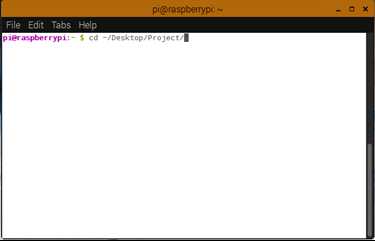 pi@raspberrypi: ~
File Edit Tabs Help
pi@raspberrypi:~ $ cd ~/Desktop/Project/